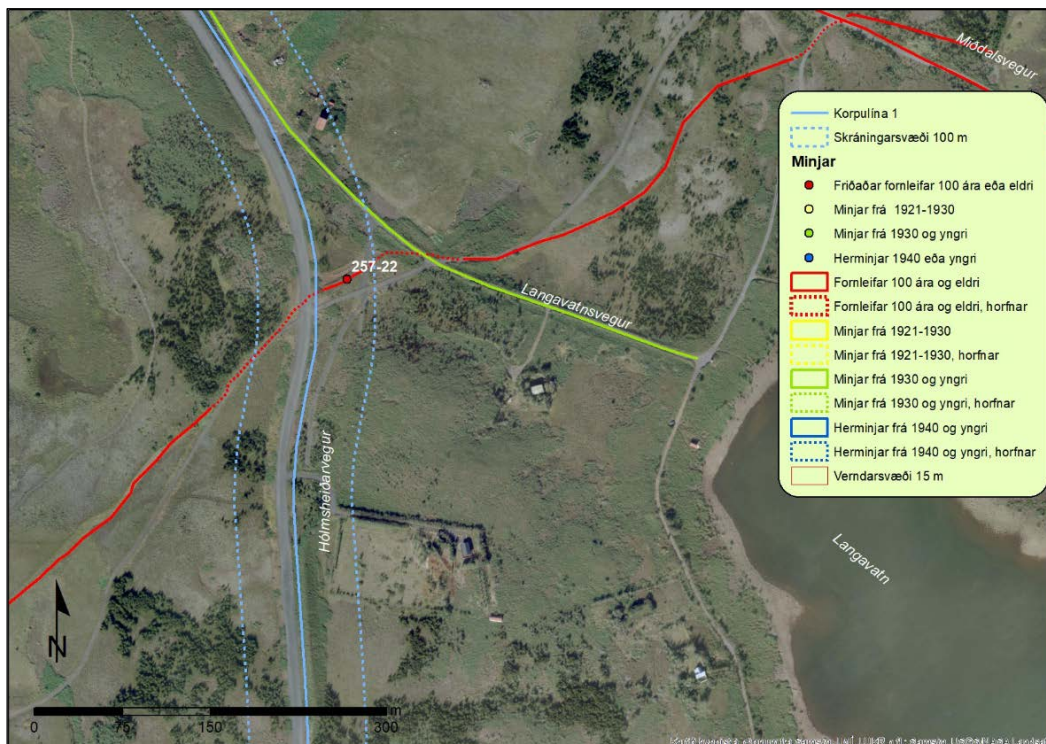 Miðdalsvegur
Korpulína 1
Skráningarsvæði 100 m
Minjar
Friðaðar fornleifar 100 ára eða eldri
Minjar frá 1921-1930
Minjar frá 1930 og yngri
Herminjar 1940 eða yngri
Fornleifar 100 ára og eldri
Fornleifar 100 ára og eldri, horfnar
Minjar frá 1921-1930
Minjar frá 1921-1930, horfnar
Minjar frá 1930 og yngri
Minjar frá 1930 og yngri, horfnar
Herminjar frá 1940 og yngri
Herminjar frá 1940 og yngri, horfnar
Verndarsvæði 15 m
257-22
Langavatnsvegur
Hólmsheiðarvegur
Langavatn
N
m
0 75 150 300